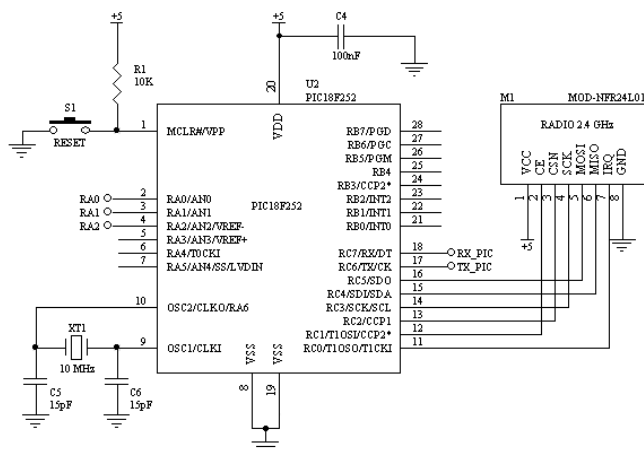 +5
R1
10K
S1
RESET
+5
C4
100nF
U2
PIC18F252
20
VDD
1 MCLR#/VPP
RA0 2 RA0/AN0
RA1 3 RA1/AN1
RA2 4 RA2/AN2/VREF-
5 RA3/AN3/VREF+
6 RA4/T0CKI
7 RA5/AN4/SS/LVDIN
PIC18F252
10 OSC2/CLKO/RA6
9 OSC1/CLKI
XT1
10 MHz
C5
15pF
C6
15pF
VSS
VSS
8
19
RB7/PGD 28
RB6/PGC 27
RB5/PGM 26
RB4 25
RB3/CCP2* 24
RB2/INT2 23
RB1/INT1 22
RB0/INT0 21
RC7/RX/DT 18 RX_PIC
RC6/TX/CK 17 TX_PIC
RC5/SDO 16
RC4/SDI/SDA 15
RC3/SCK/SCL 14
RC2/CCP1 13
RC1/T1OSI/CCP2* 12
RC0/T1OSO/T1CKI 11
M1
MOD-NFR24L01
RADIO 2.4 GHz
VCC
CE
CSN
SCK
MOSI
MISO
IRQ
GND
1
2
3
4
5
6
7
8
+5